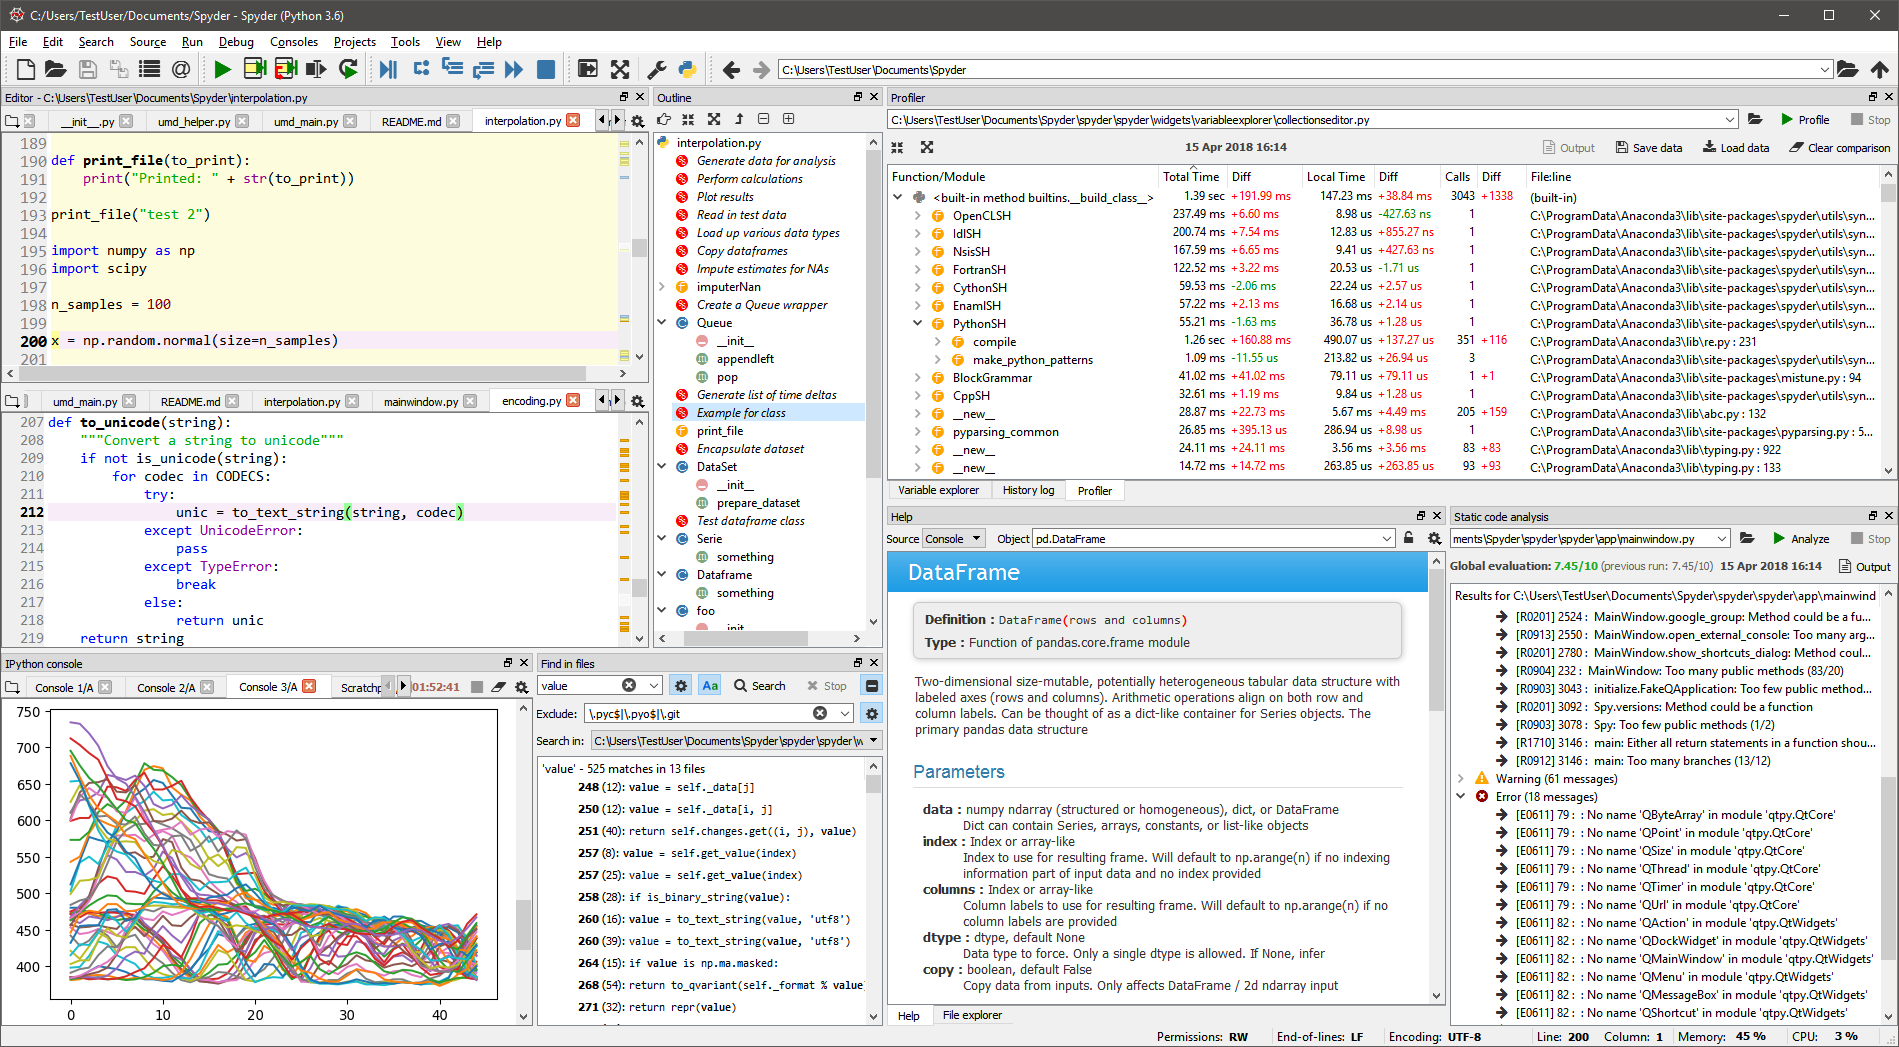 C:/Users/TestUser/Documents/Spyder - Spyder (Python 3.6)
File Edit Search Source Run Debug Consoles Projects Tools View Help
C:\Users\TestUser\Documents\Spyder
Editor - C:\Users\TestUser\Documents\Spyder\interpolation.py
__init__.py umd_helper.py umd_main.py README.md interpolation.py
189
190 def print_file(to_print):
191 print("Printed: " + str(to_print))
192
193 print_file("test 2")
194
195 import numpy as np
196 import scipy
197
198 n_samples = 100
199
200 x = np.random.normal(size=n_samples)
201
umd_main.py README.md interpolation.py mainwindow.py encoding.py
207 def to_unicode(string):
208 """Convert a string to unicode"""
209 if not is_unicode(string):
210 for codec in CODECS:
211 try:
212 unic = to_text_string(string, codec)
213 except UnicodeError:
214 pass
215 except TypeError:
216 break
217 else:
218 return unic
219 return string
Outline
interpolation.py
Generate data for analysis
Perform calculations
Plot results
Read in test data
Load up various data types
Copy dataframes
Impute estimates for NAs
imputerNan
Create a Queue wrapper
Queue
__init__
appendleft
pop
Generate list of time deltas
Example for class
print_file
Encapsulate dataset
DataSet
__init__
prepare_dataset
Test dataframe class
Serie
something
Dataframe
something
foo
__init__
Profiler
C:\Users\TestUser\Documents\Spyder\spyder\spyder\widgets\variableexplorer\collectionseditor.py
Profile Stop
15 Apr 2018 16:14
Output Save data Load data Clear comparison
Function/Module Total Time Diff Local Time Diff Calls Diff File:line
<built-in method builtins.__build_class__> 1.39 sec +191.99 ms 147.23 ms +38.84 ms 3043 +1338 (built-in)
OpenCLSH 237.49 ms +6.60 ms 8.98 us -427.63 ns 1 C:\ProgramData\Anaconda3\lib\site-packages\spyder\utils\syn...
IdlSH 200.74 ms +7.54 ms 12.83 us +855.27 ns 1 C:\ProgramData\Anaconda3\lib\site-packages\spyder\utils\syn...
NsisSH 167.59 ms +6.65 ms 9.41 us +427.63 ns 1 C:\ProgramData\Anaconda3\lib\site-packages\spyder\utils\syn...
FortranSH 122.52 ms +3.22 ms 20.53 us -1.71 us 1 C:\ProgramData\Anaconda3\lib\site-packages\spyder\utils\syn...
CythonSH 59.53 ms -2.06 ms 22.24 us +2.57 us 1 C:\ProgramData\Anaconda3\lib\site-packages\spyder\utils\syn...
EnamlSH 57.22 ms +2.13 ms 16.68 us +2.14 us 1 C:\ProgramData\Anaconda3\lib\site-packages\spyder\utils\syn...
PythonSH 55.21 ms -1.63 ms 36.78 us +1.28 us 1 C:\ProgramData\Anaconda3\lib\site-packages\spyder\utils\syn...
compile 1.26 sec +160.88 ms 490.07 us +137.27 us 351 +116 C:\ProgramData\Anaconda3\lib\re.py : 231
make_python_patterns 1.09 ms -11.55 us 213.82 us +26.94 us 3 C:\ProgramData\Anaconda3\lib\site-packages\spyder\utils\syn...
BlockGrammar 41.02 ms +41.02 ms 79.11 us +79.11 us 1 +1 C:\ProgramData\Anaconda3\lib\site-packages\mistune.py : 94
CppSH 32.61 ms +1.19 ms 9.84 us +1.28 us 1 C:\ProgramData\Anaconda3\lib\site-packages\spyder\utils\syn...
__new__ 28.87 ms +22.73 ms 5.67 ms +4.49 ms 205 +159 C:\ProgramData\Anaconda3\lib\abc.py : 132
pyparsing_common 26.85 ms +395.13 us 286.94 us +8.98 us 1 C:\ProgramData\Anaconda3\lib\site-packages\pyparsing.py : 5...
__new__ 24.11 ms +24.11 ms 3.56 ms +3.56 ms 83 +83 C:\ProgramData\Anaconda3\lib\typing.py : 922
__new__ 14.72 ms +14.72 ms 263.85 us +263.85 us 93 +93 C:\ProgramData\Anaconda3\lib\typing.py : 133
Variable explorer History log Profiler
IPython console
Console 1/A Console 2/A Console 3/A Scratchp 01:52:41
750
700
650
600
550
500
450
400
0 10 20 30 40
Find in files
value Aa Search Stop
Exclude: \.pyc$|\.pyo$|\.git
Search in: C:\Users\TestUser\Documents\Spyder\spyder\spyder\w
'value' - 525 matches in 13 files
248 (12): value = self._data[j]
250 (12): value = self._data[i, j]
251 (40): return self.changes.get((i, j), value)
257 (8): value = self.get_value(index)
257 (25): value = self.get_value(index)
258 (28): if is_binary_string(value):
260 (16): value = to_text_string(value, 'utf8')
260 (39): value = to_text_string(value, 'utf8')
264 (15): if value is np.ma.masked:
268 (54): return to_qvariant(self._format % value)
271 (32): return repr(value)
Help
Source Console Object pd.DataFrame
DataFrame
Definition : DataFrame(rows and columns)
Type : Function of pandas.core.frame module
Two-dimensional size-mutable, potentially heterogeneous tabular data structure with
labeled axes (rows and columns). Arithmetic operations align on both row and
column labels. Can be thought of as a dict-like container for Series objects. The
primary pandas data structure
Parameters
data : numpy ndarray (structured or homogeneous), dict, or DataFrame
Dict can contain Series, arrays, constants, or list-like objects
index : Index or array-like
Index to use for resulting frame. Will default to np.arange(n) if no indexing
information part of input data and no index provided
columns : Index or array-like
Column labels to use for resulting frame. Will default to np.arange(n) if no
column labels are provided
dtype : dtype, default None
Data type to force. Only a single dtype is allowed. If None, infer
copy : boolean, default False
Copy data from inputs. Only affects DataFrame / 2d ndarray input
Help File explorer
Static code analysis
ments\Spyder\spyder\spyder\app\mainwindow.py Analyze Stop
Global evaluation: 7.45/10 (previous run: 7.45/10) 15 Apr 2018 16:14 Output
Results for C:\Users\TestUser\Documents\Spyder\spyder\spyder\app\mainwind
[R0201] 2524 : MainWindow.google_group: Method could be a fu...
[R0913] 2550 : MainWindow.open_external_console: Too many arg...
[R0201] 2780 : MainWindow.show_shortcuts_dialog: Method coul...
[R0904] 232 : MainWindow: Too many public methods (83/20)
[R0903] 3043 : initialize.FakeQApplication: Too few public method...
[R0201] 3092 : Spy.versions: Method could be a function
[R0903] 3078 : Spy: Too few public methods (1/2)
[R1710] 3146 : main: Either all return statements in a function shou...
[R0912] 3146 : main: Too many branches (13/12)
Warning (61 messages)
Error (18 messages)
[E0611] 79 : : No name 'QByteArray' in module 'qtpy.QtCore'
[E0611] 79 : : No name 'QPoint' in module 'qtpy.QtCore'
[E0611] 79 : : No name 'QSize' in module 'qtpy.QtCore'
[E0611] 79 : : No name 'QThread' in module 'qtpy.QtCore'
[E0611] 79 : : No name 'QTimer' in module 'qtpy.QtCore'
[E0611] 79 : : No name 'QUrl' in module 'qtpy.QtCore'
[E0611] 82 : : No name 'QAction' in module 'qtpy.QtWidgets'
[E0611] 82 : : No name 'QDockWidget' in module 'qtpy.QtWidgets'
[E0611] 82 : : No name 'QMainWindow' in module 'qtpy.QtWidgets'
[E0611] 82 : : No name 'QMenu' in module 'qtpy.QtWidgets'
[E0611] 82 : : No name 'QMessageBox' in module 'qtpy.QtWidgets'
[E0611] 82 : : No name 'QShortcut' in module 'qtpy.QtWidgets'
Permissions: RW End-of-lines: LF Encoding: UTF-8 Line: 200 Column: 1 Memory: 45 % CPU: 3 %